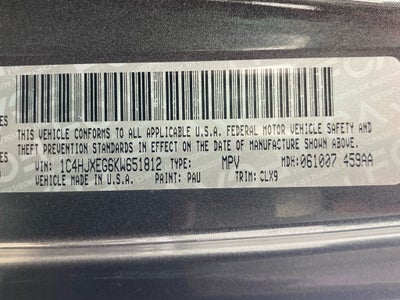 THIS VEHICLE CONFORMS TO ALL APPLICABLE U.S.A. FEDERAL MOTOR VEHICLE SAFETY AND
THEFT PREVENTION STANDARDS IN EFFECT ON THE DATE OF MANUFACTURE SHOWN ABOVE.
VIN: 1C4HJXEG6KW651812 TYPE: MPV MDH: 061007 459AA
VEHICLE MADE IN U.S.A. PAINT: PAU TRIM: CLX9